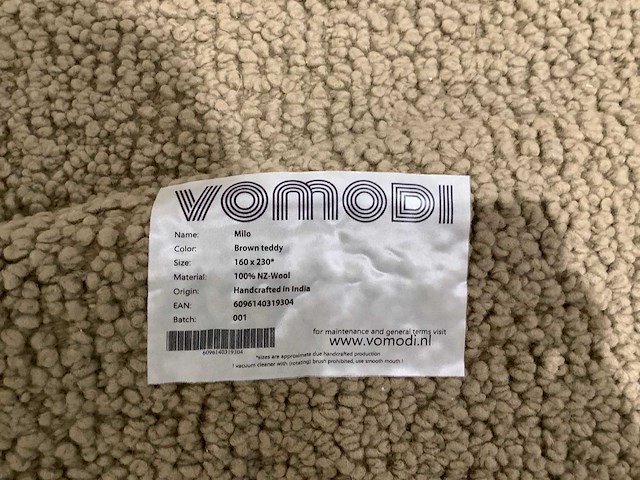 VOMODI
Name: Milo
Color: Brown teddy
Size: 160 x 230*
Material: 100% NZ-Wool
Origin: Handcrafted in India
EAN: 6096140319304
Batch: 001
6096140319304
for maintenance and general terms visit
www.vomodi.nl
*sizes are approximate due handcrafted production
! vacuum cleaner with (rotating) brush prohibited, use smooth mouth !